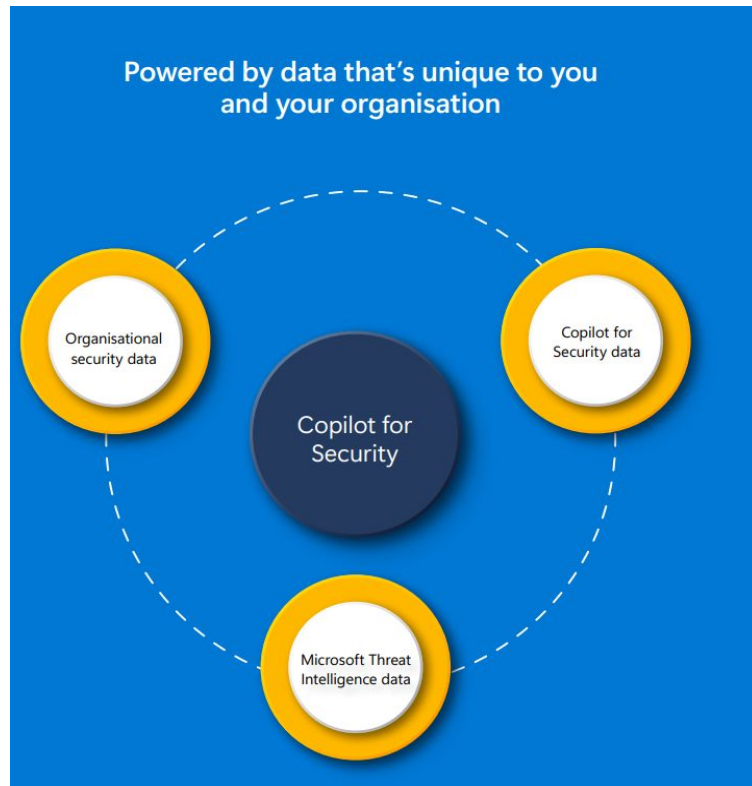 Powered by data that's unique to you
and your organisation
Organisational
security data
Copilot for
Security data
Copilot for
Security
Microsoft Threat
Intelligence data